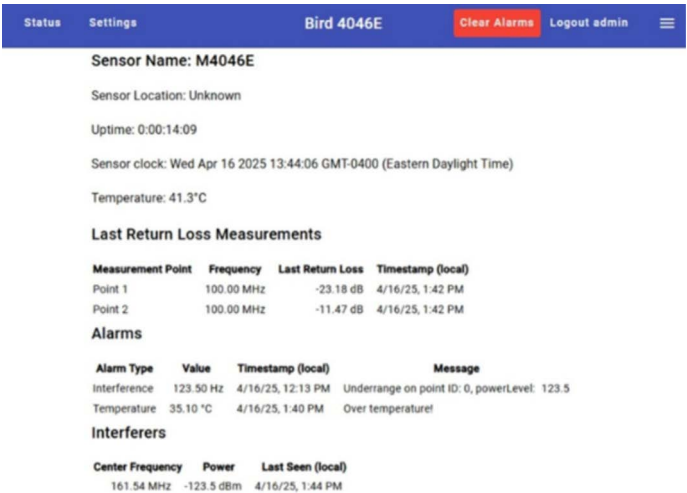 Status Settings Bird 4046E Clear Alarms Logout admin
Sensor Name: M4046E
Sensor Location: Unknown
Uptime: 0:00:14:09
Sensor clock: Wed Apr 16 2025 13:44:06 GMT-0400 (Eastern Daylight Time)
Temperature: 41.3°C
Last Return Loss Measurements
Measurement Point Frequency Last Return Loss Timestamp (local)
Point 1 100.00 MHz -23.18 dB 4/16/25, 1:42 PM
Point 2 100.00 MHz -11.47 dB 4/16/25, 1:42 PM
Alarms
Alarm Type Value Timestamp (local) Message
Interference 123.50 Hz 4/16/25, 12:13 PM Underrange on point ID: 0, powerLevel: 123.5
Temperature 35.10 °C 4/16/25, 1:40 PM Over temperature!
Interferers
Center Frequency Power Last Seen (local)
161.54 MHz -123.5 dBm 4/16/25, 1:44 PM